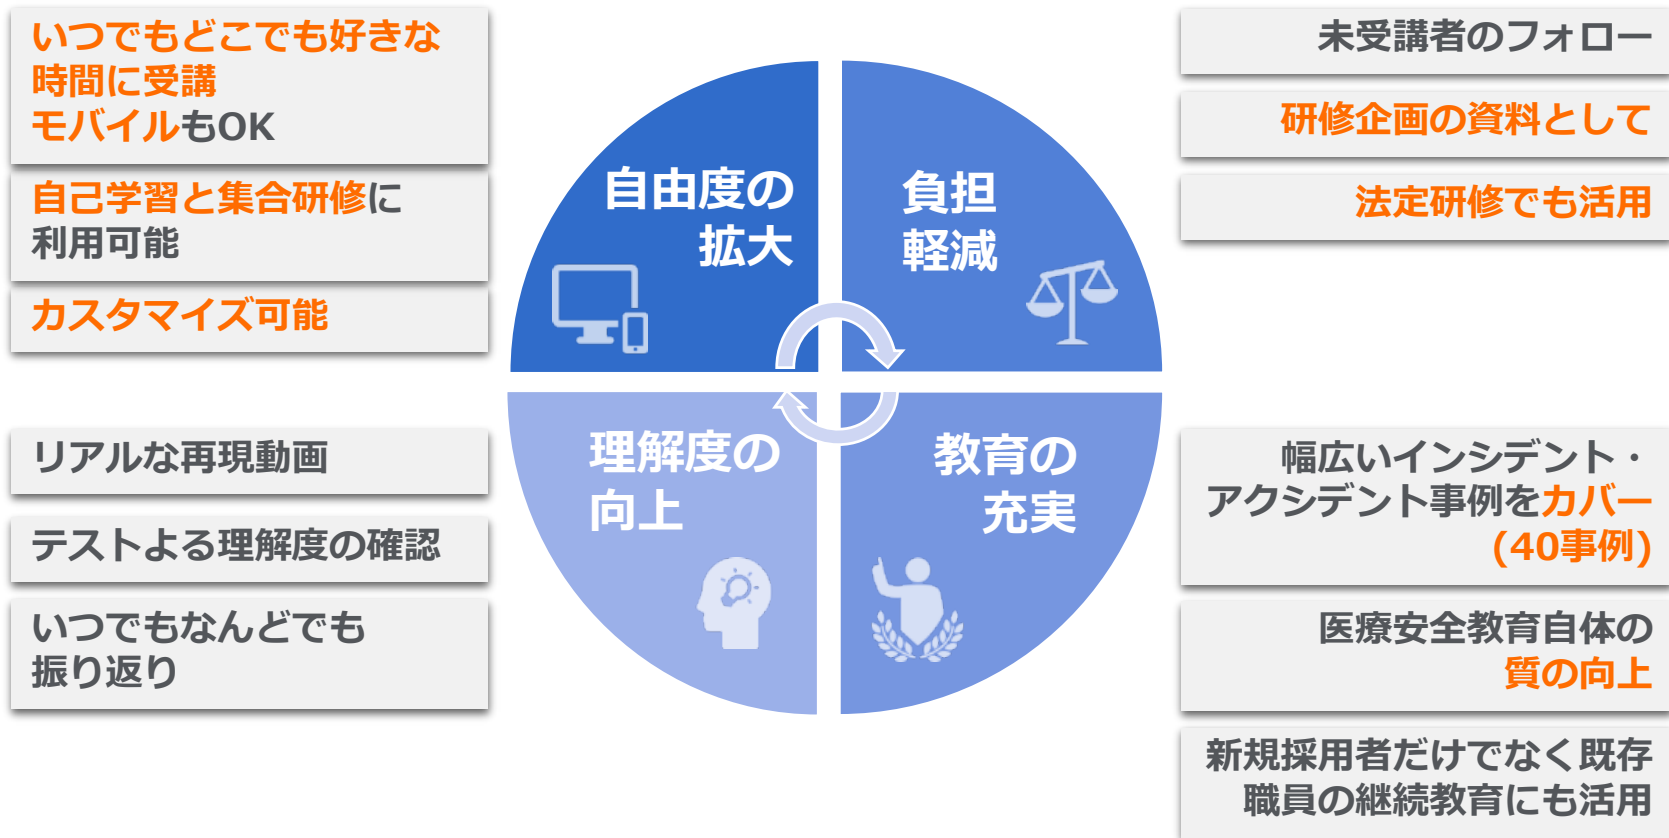 いつでもどこでも好きな
時間に受講
モバイルもOK
自己学習と集合研修に
利用可能
カスタマイズ可能
自由度の
拡大
負担
軽減
未受講者のフォロー
研修企画の資料として
法定研修でも活用
リアルな再現動画
テストよる理解度の確認
いつでもなんどでも
振り返り
理解度の
向上
教育の
充実
幅広いインシデント・
アクシデント事例をカバー
(40事例)
医療安全教育自体の
質の向上
新規採用者だけでなく既存
職員の継続教育にも活用